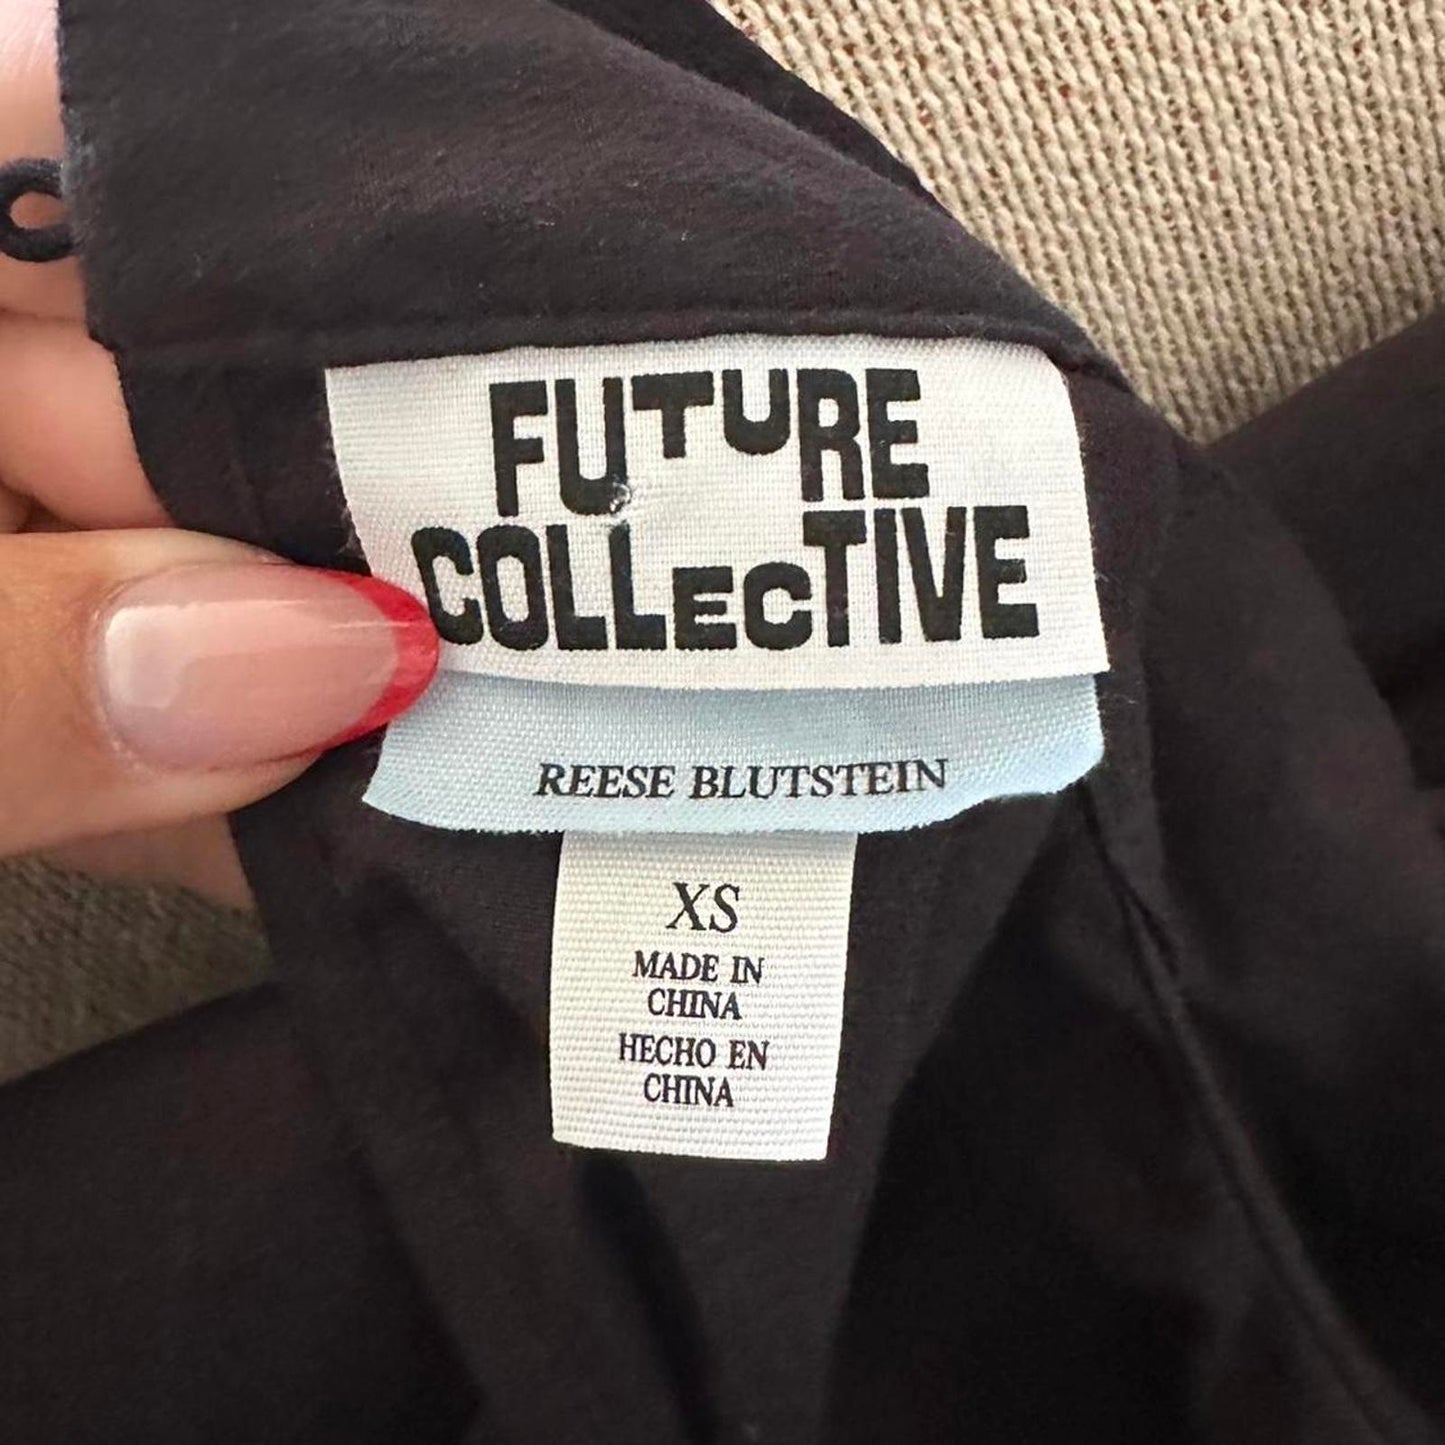 FUTURE
COLLECTIVE
REESE BLUTSTEIN
XS
MADE IN
CHINA
HECHO EN
CHINA